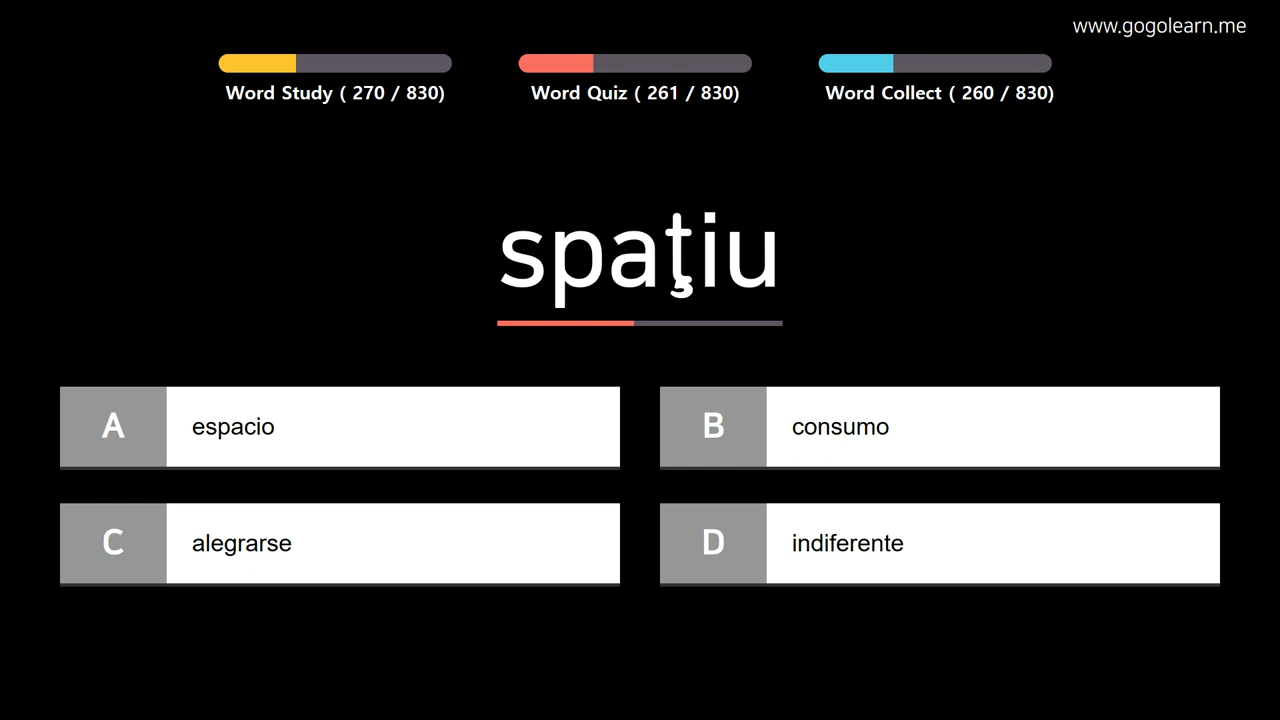 www.gogolearn.me
Word Study ( 270 / 830)
Word Quiz ( 261 / 830)
Word Collect ( 260 / 830)
spaţiu
A espacio
B consumo
C alegrarse
D indiferente